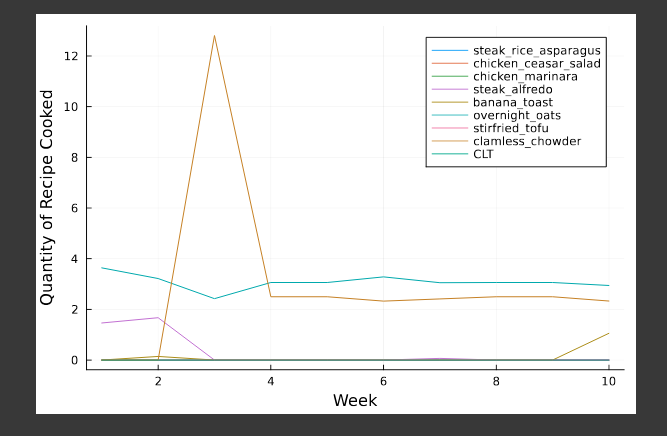 steak_rice_asparagus
chicken_ceasar_salad
chicken_marinara
steak_alfredo
banana_toast
overnight_oats
stirfried_tofu
clamless_chowder
CLT
Quantity of Recipe Cooked
12
10
8
6
4
2
0
2 4 6 8 10
Week